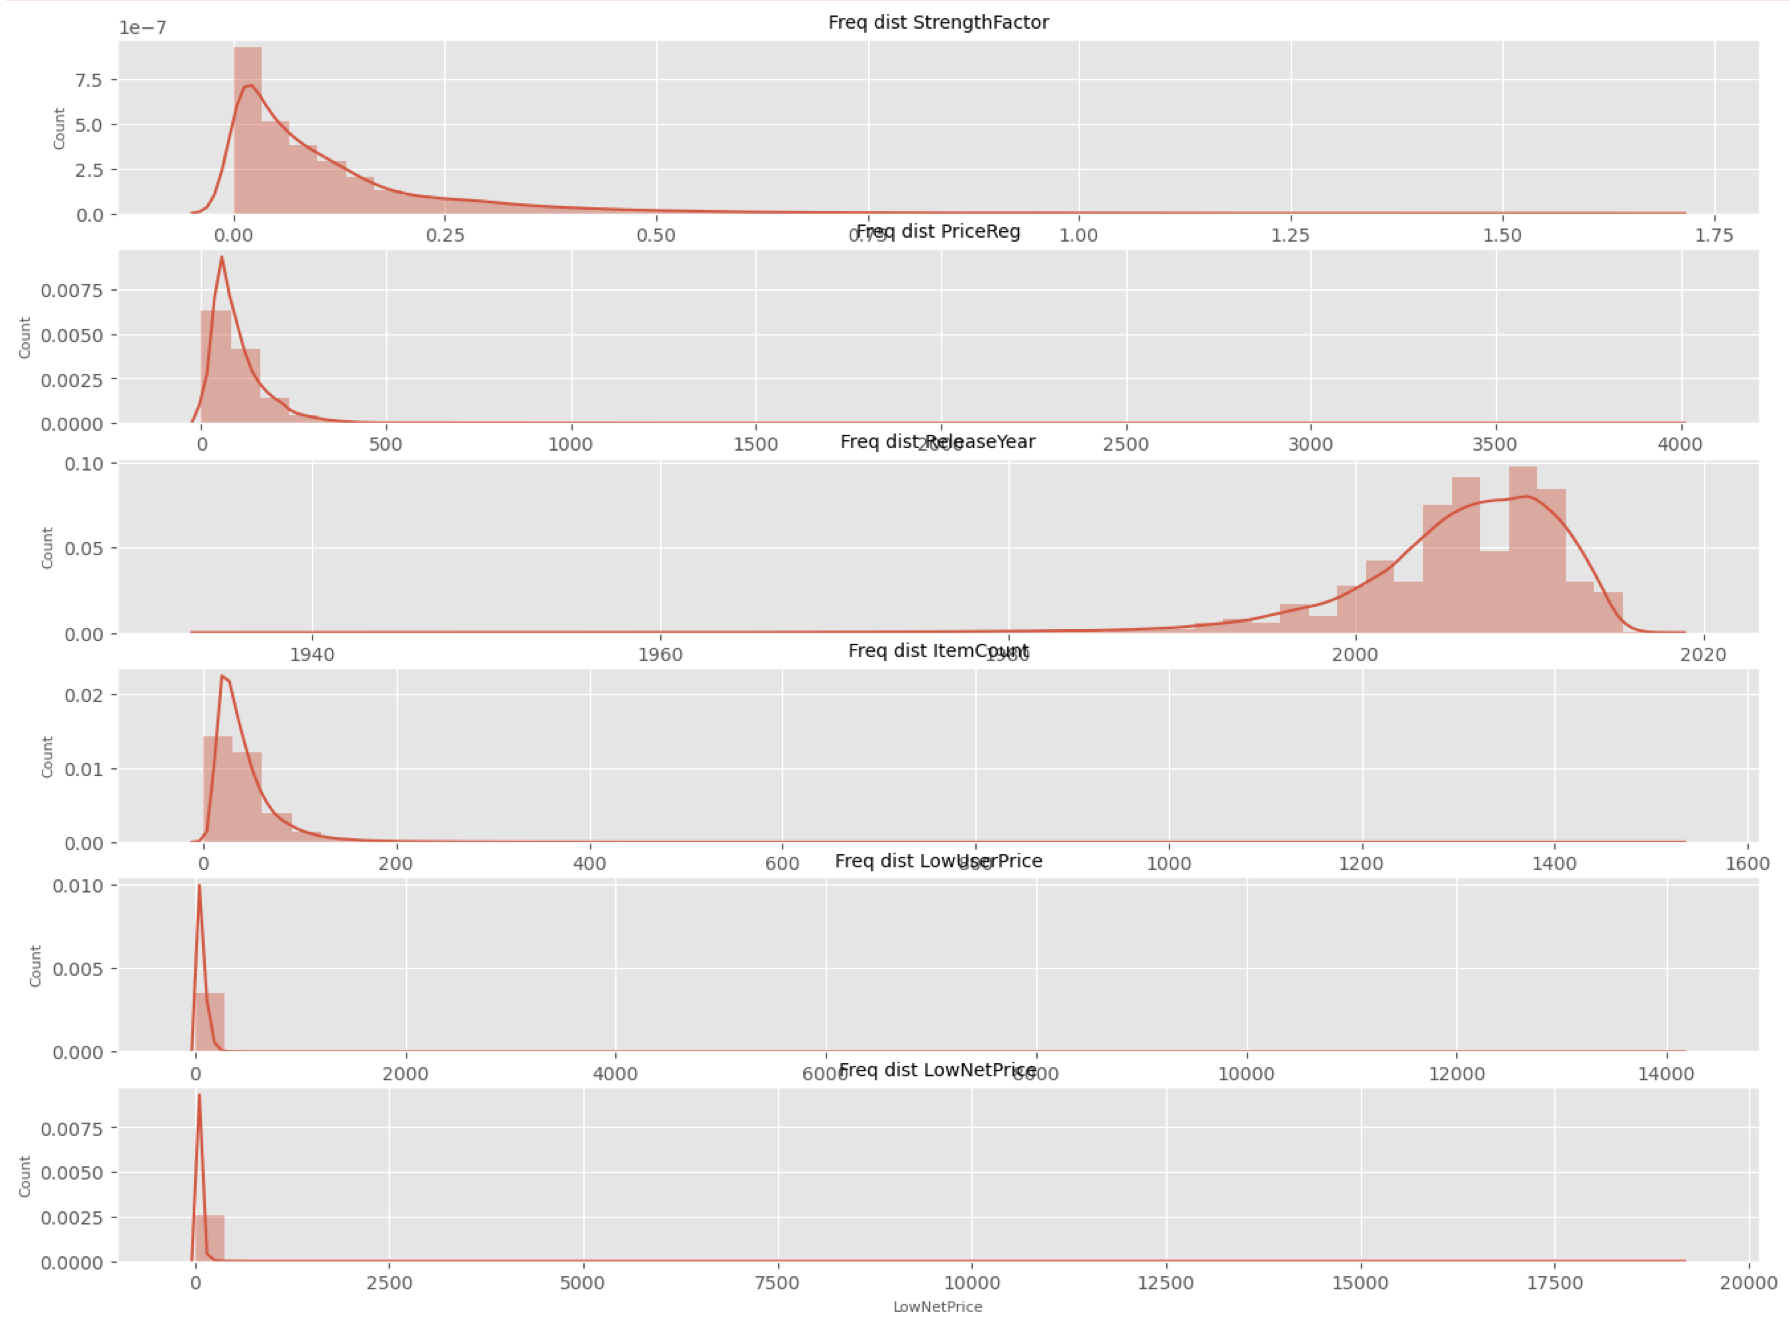 Freq dist StrengthFactor
1e−7
7.5
5.0
2.5
0.0
Count
0.00 0.25 0.50 0.75 1.00 1.25 1.50 1.75
Freq dist PriceReg
0.0075
0.0050
0.0025
0.0000
Count
0 500 1000 1500 2000 2500 3000 3500 4000
Freq dist ReleaseYear
0.10
0.05
0.00
Count
1940 1960 1980 2000 2020
Freq dist ItemCount
0.02
0.01
0.00
Count
0 200 400 600 800 1000 1200 1400 1600
Freq dist LowUserPrice
0.010
0.005
0.000
Count
0 2000 4000 6000 8000 10000 12000 14000
Freq dist LowNetPrice
0.0075
0.0050
0.0025
0.0000
Count
0 2500 5000 7500 10000 12500 15000 17500 20000
LowNetPrice